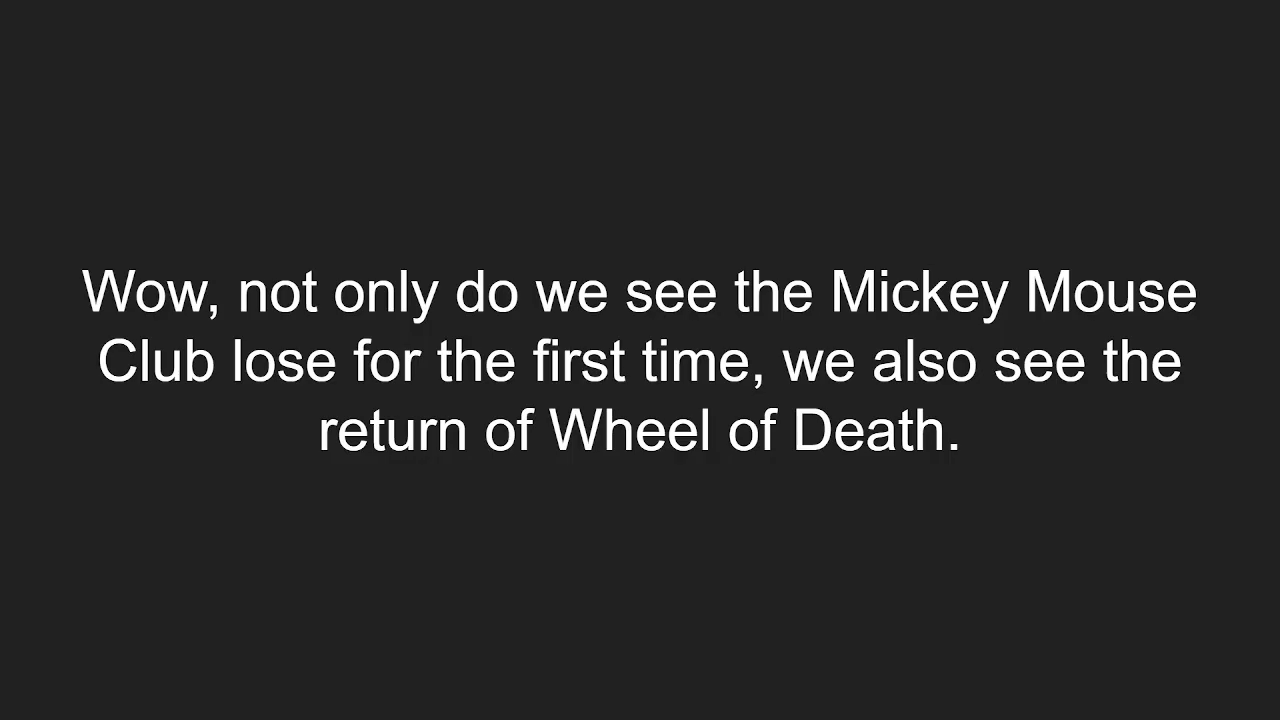 Wow, not only do we see the Mickey Mouse
Club lose for the first time, we also see the
return of Wheel of Death.